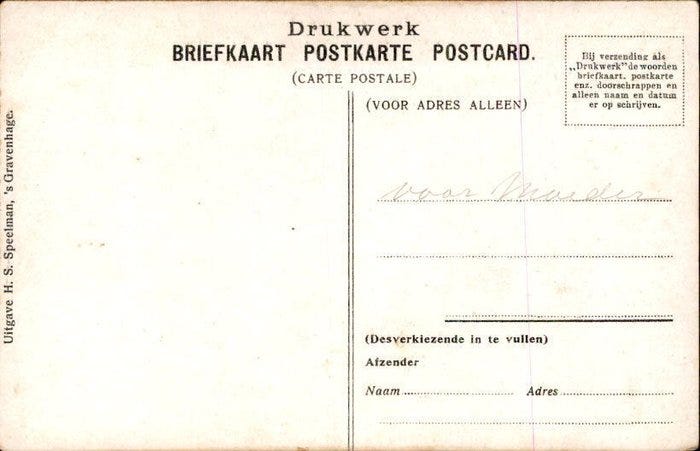 Drukwerk
BRIEFKAART POSTKARTE POSTCARD.
(CARTE POSTALE)
Bij verzending als
„Drukwerk" de woorden
briefkaart, postkarte
enz. doorschrappen en
alleen naam en datum
er op schrijven.
(VOOR ADRES ALLEEN)
voor Moeder
(Desverkiezende in te vullen)
Afzender
Naam
Adres
Uitgave H. S. Speelman, 's Gravenhage.